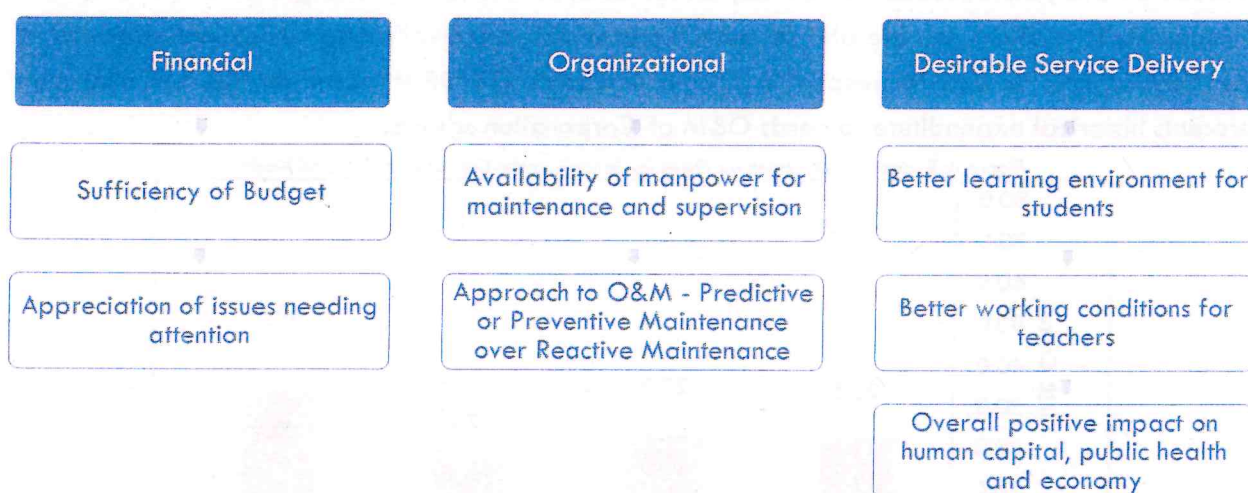 Financial
Sufficiency of Budget
Appreciation of issues needing
attention
Organizational
Availability of manpower for
maintenance and supervision
Approach to O&M - Predictive
or Preventive Maintenance
over Reactive Maintenance
Desirable Service Delivery
Better learning environment for
students
Better working conditions for
teachers
Overall positive impact on
human capital, public health
and economy